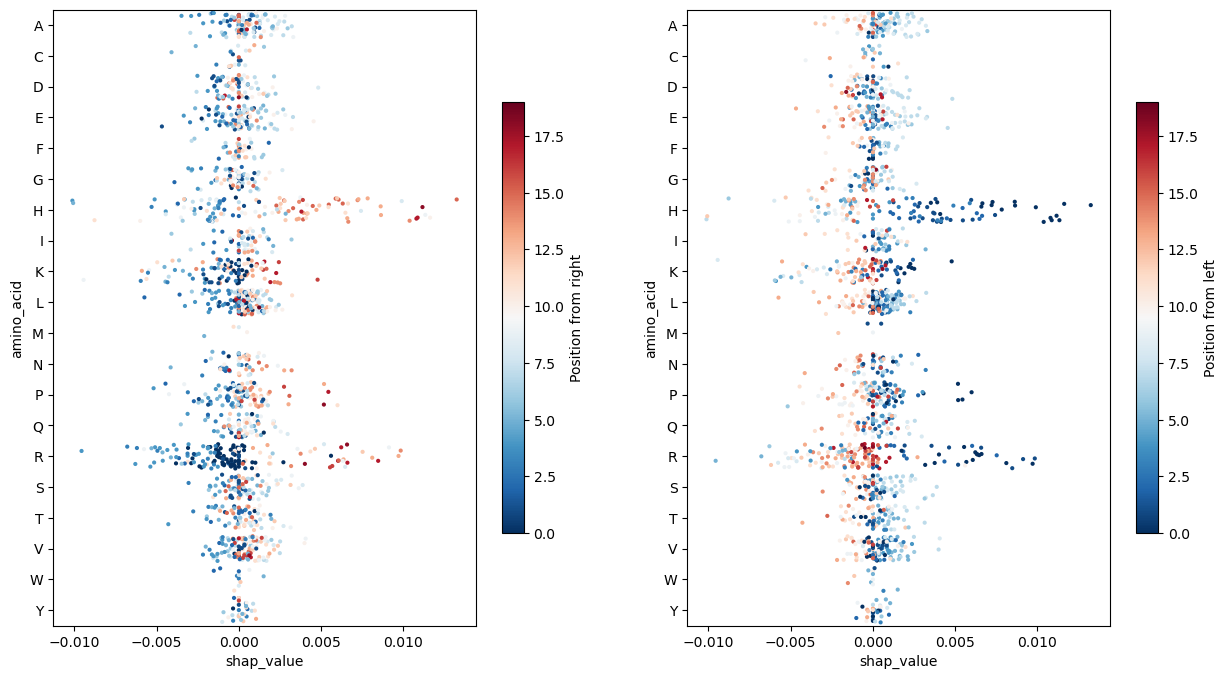 A
C
D
E
F
G
H
I
K
L
M
N
P
Q
R
S
T
V
W
Y
amino_acid
−0.010 −0.005 0.000 0.005 0.010
shap_value
17.5
15.0
12.5
10.0
7.5
5.0
2.5
0.0
Position from right
A
C
D
E
F
G
H
I
K
L
M
N
P
Q
R
S
T
V
W
Y
amino_acid
−0.010 −0.005 0.000 0.005 0.010
shap_value
17.5
15.0
12.5
10.0
7.5
5.0
2.5
0.0
Position from left